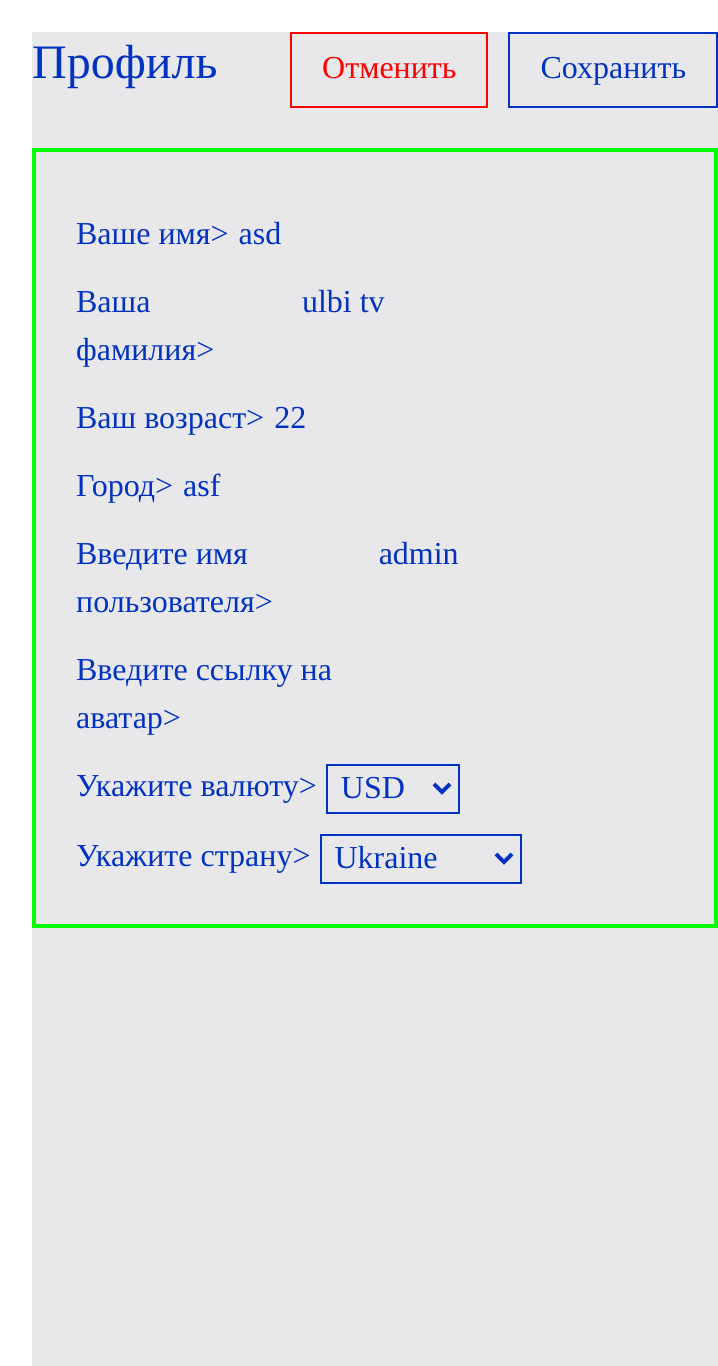 Профиль Отменить Сохранить
Ваше имя> asd
Ваша ulbi tv
фамилия>
Ваш возраст> 22
Город> asf
Введите имя admin
пользователя>
Введите ссылку на
аватар>
Укажите валюту> USD
Укажите страну> Ukraine